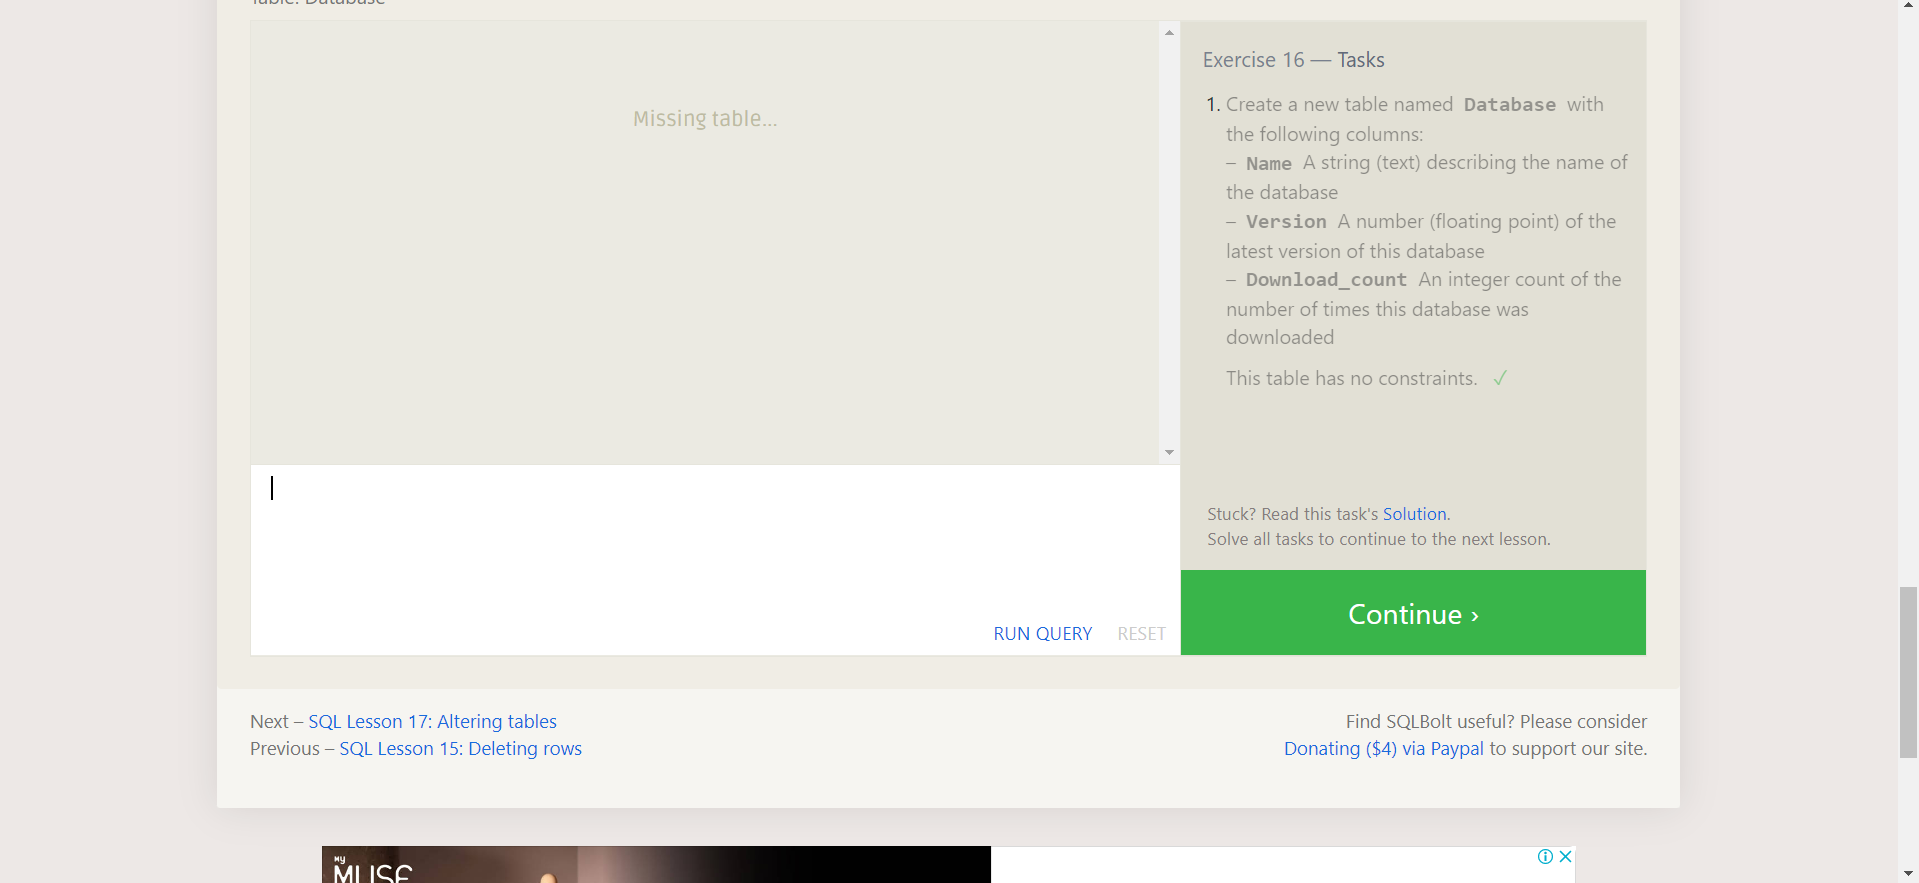 Table: Database
Missing table...
Exercise 16 — Tasks
1. Create a new table named Database with
the following columns:
– Name A string (text) describing the name of
the database
– Version A number (floating point) of the
latest version of this database
– Download_count An integer count of the
number of times this database was
downloaded
This table has no constraints. ✓
Stuck? Read this task's Solution.
Solve all tasks to continue to the next lesson.
RUN QUERY RESET
Continue ›
Next – SQL Lesson 17: Altering tables
Previous – SQL Lesson 15: Deleting rows
Find SQLBolt useful? Please consider
Donating ($4) via Paypal to support our site.
MY
MUSE